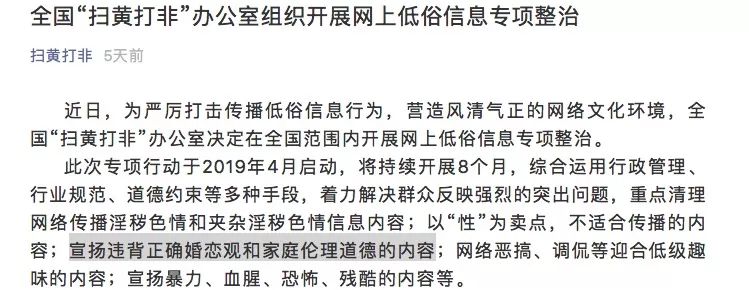 全国“扫黄打非”办公室组织开展网上低俗信息专项整治
扫黄打非 5天前
近日，为严厉打击传播低俗信息行为，营造风清气正的网络文化环境，全
国“扫黄打非”办公室决定在全国范围内开展网上低俗信息专项整治。
此次专项行动于2019年4月启动，将持续开展8个月，综合运用行政管理、
行业规范、道德约束等多种手段，着力解决群众反映强烈的突出问题，重点清理
网络传播淫秽色情和夹杂淫秽色情信息内容；以“性”为卖点，不适合传播的内
容；宣扬违背正确婚恋观和家庭伦理道德的内容；网络恶搞、调侃等迎合低级趣
味的内容；宣扬暴力、血腥、恐怖、残酷的内容等。